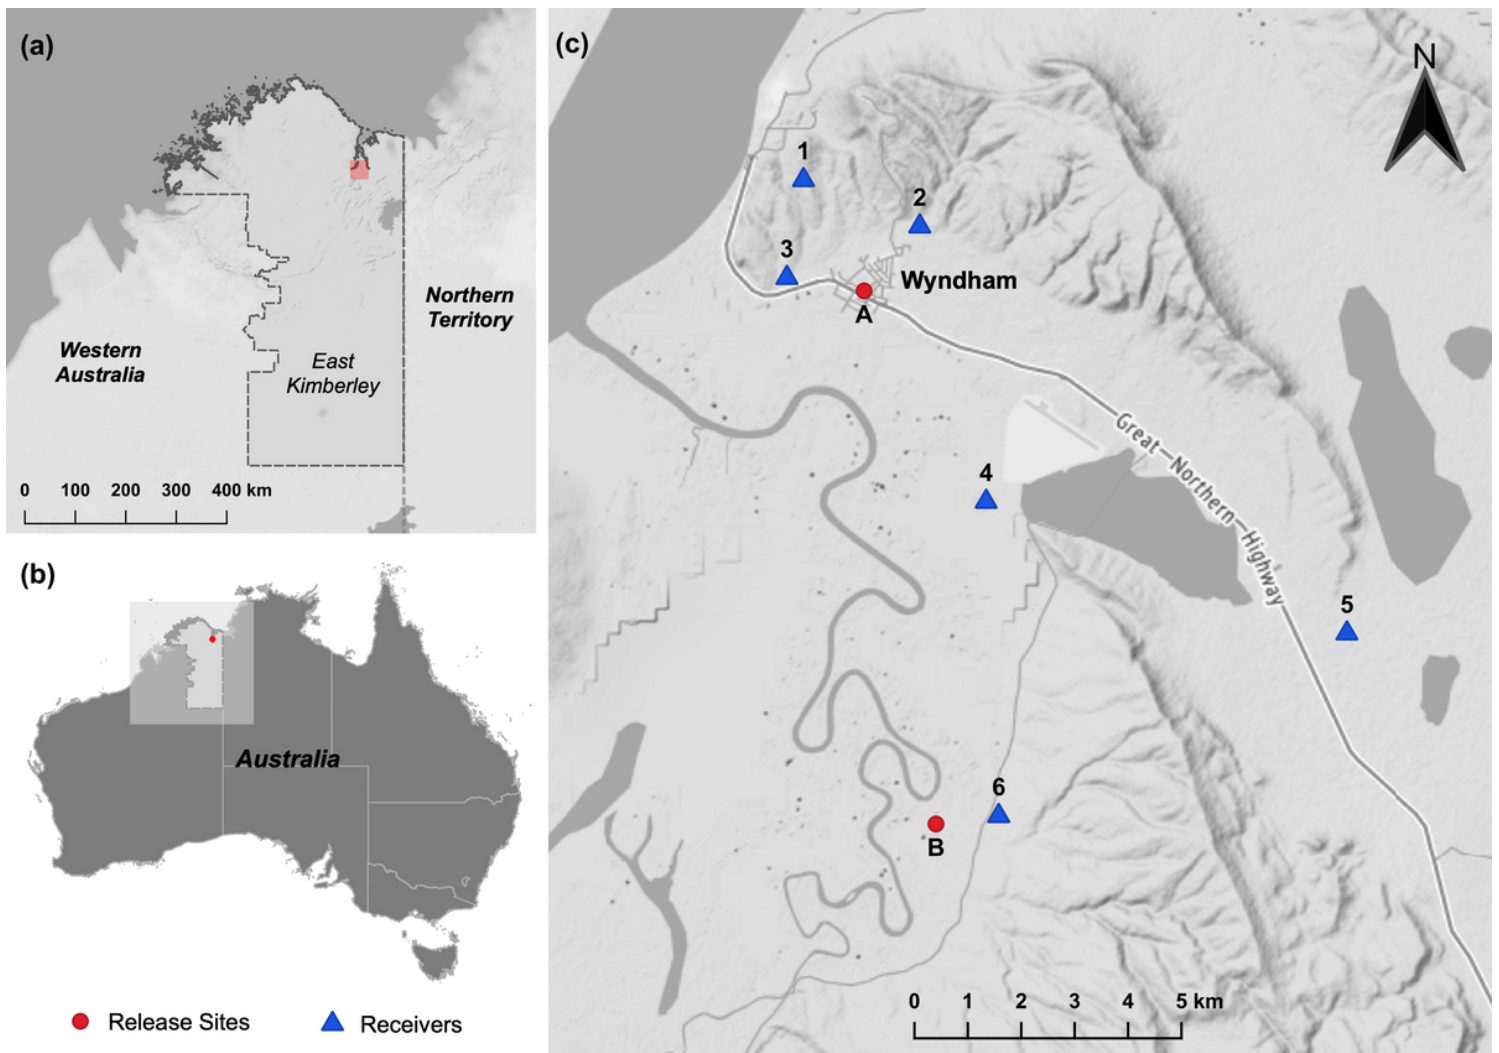 (a)
Western
Australia
East
Kimberley
Northern
Territory
0 100 200 300 400 km
(b)
Australia
Release Sites
Receivers
(c)
N
1
2
3
Wyndham
A
Great Northern Highway
4
5
6
B
0 1 2 3 4 5 km